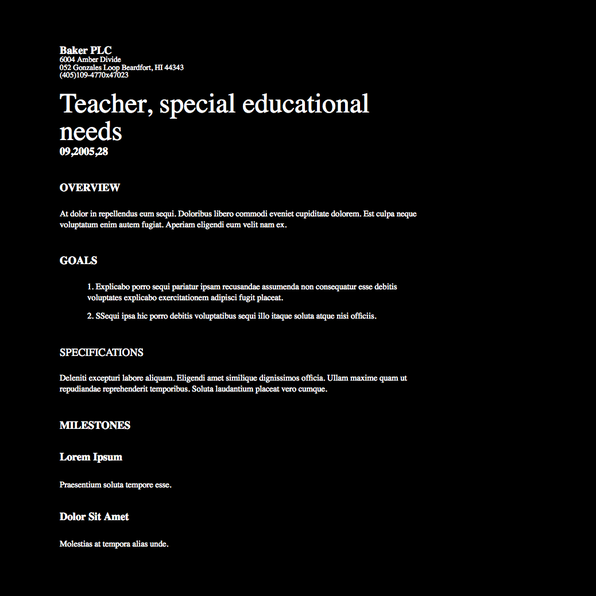 Baker PLC
6004 Amber Divide
052 Gonzales Loop Beardfort, HI 44343
(405)109-4770x47023
Teacher, special educational
needs
09,2005,28
OVERVIEW
At dolor in repellendus eum sequi. Doloribus libero commodi eveniet cupiditate dolorem. Est culpa neque
voluptatum enim autem fugiat. Aperiam eligendi eum velit nam ex.
GOALS
1. Explicabo porro sequi pariatur ipsam recusandae assumenda non consequatur esse debitis
voluptates explicabo exercitationem adipisci fugit placeat.
2. SSequi ipsa hic porro debitis voluptatibus sequi illo itaque soluta atque nisi officiis.
SPECIFICATIONS
Deleniti excepturi labore aliquam. Eligendi amet similique dignissimos officia. Ullam maxime quam ut
repudiandae reprehenderit temporibus. Soluta laudantium placeat vero cumque.
MILESTONES
Lorem Ipsum
Praesentium soluta tempore esse.
Dolor Sit Amet
Molestias at tempora alias unde.